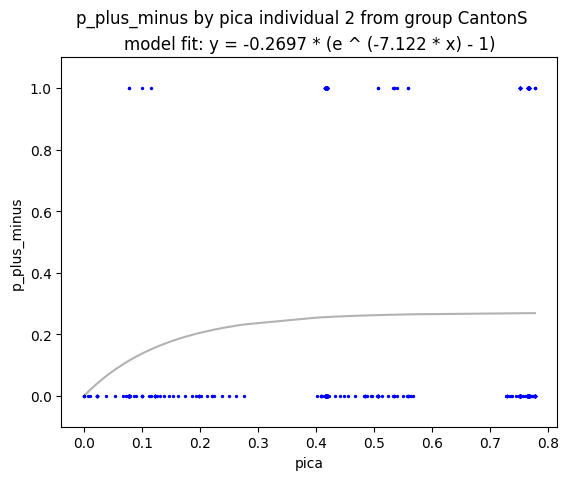 p_plus_minus by pica individual 2 from group CantonS
model fit: y = -0.2697 * (e ^ (-7.122 * x) - 1)
p_plus_minus
1.0
0.8
0.6
0.4
0.2
0.0
0.0 0.1 0.2 0.3 0.4 0.5 0.6 0.7 0.8
pica